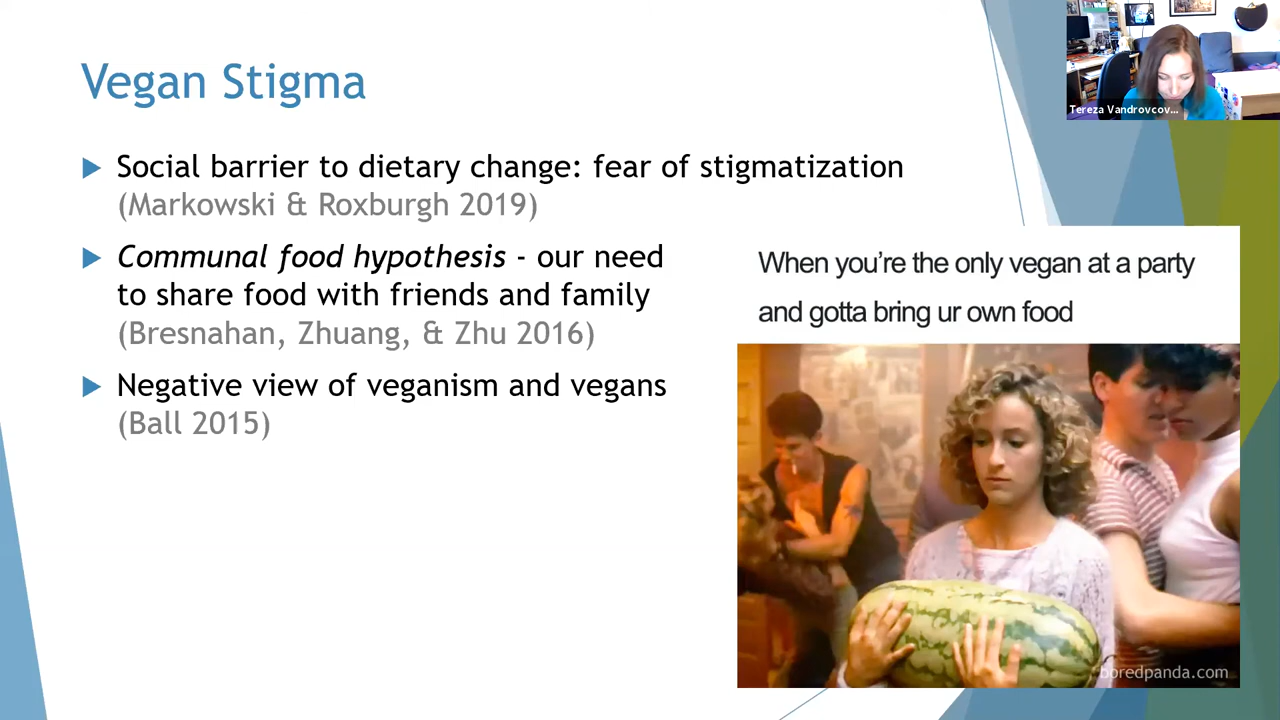 Vegan Stigma
Tereza Vandrovcov...
Social barrier to dietary change: fear of stigmatization
(Markowski & Roxburgh 2019)
Communal food hypothesis - our need
to share food with friends and family
(Bresnahan, Zhuang, & Zhu 2016)
Negative view of veganism and vegans
(Ball 2015)
When you're the only vegan at a party
and gotta bring ur own food
boredpanda.com